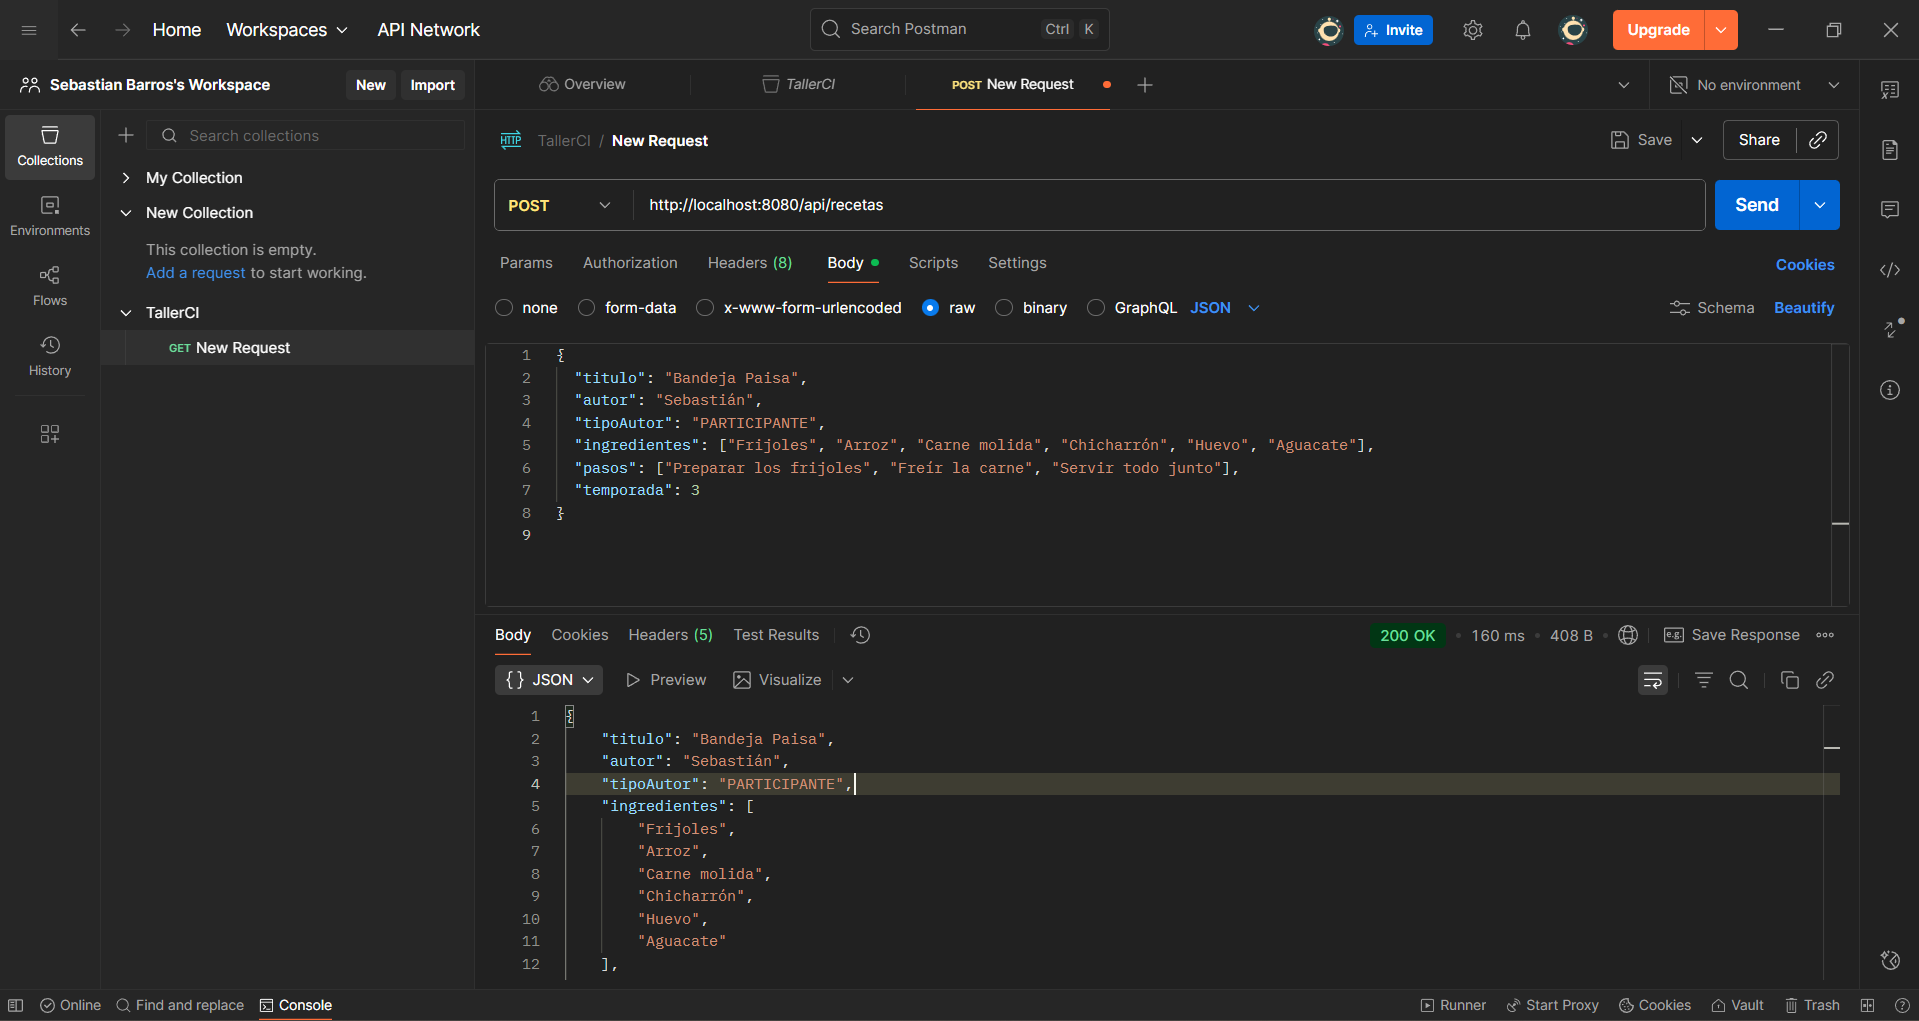 Home Workspaces API Network Search Postman Ctrl K Invite Upgrade
Sebastian Barros's Workspace New Import Overview TallerCI POST New Request No environment
Collections
Environments
Flows
History
Search collections
My Collection
New Collection
This collection is empty.
Add a request to start working.
TallerCI
GET New Request
HTTP TallerCI / New Request Save Share
POST http://localhost:8080/api/recetas Send
Params Authorization Headers (8) Body Scripts Settings Cookies
none form-data x-www-form-urlencoded raw binary GraphQL JSON Schema Beautify
1 {
2 "titulo": "Bandeja Paisa",
3 "autor": "Sebastián",
4 "tipoAutor": "PARTICIPANTE",
5 "ingredientes": ["Frijoles", "Arroz", "Carne molida", "Chicharrón", "Huevo", "Aguacate"],
6 "pasos": ["Preparar los frijoles", "Freír la carne", "Servir todo junto"],
7 "temporada": 3
8 }
9
Body Cookies Headers (5) Test Results 200 OK • 160 ms • 408 B • e.g. Save Response
{} JSON Preview Visualize
1 {
2 "titulo": "Bandeja Paisa",
3 "autor": "Sebastián",
4 "tipoAutor": "PARTICIPANTE",
5 "ingredientes": [
6 "Frijoles",
7 "Arroz",
8 "Carne molida",
9 "Chicharrón",
10 "Huevo",
11 "Aguacate"
12 ],
Online Find and replace Console Runner Start Proxy Cookies Vault Trash